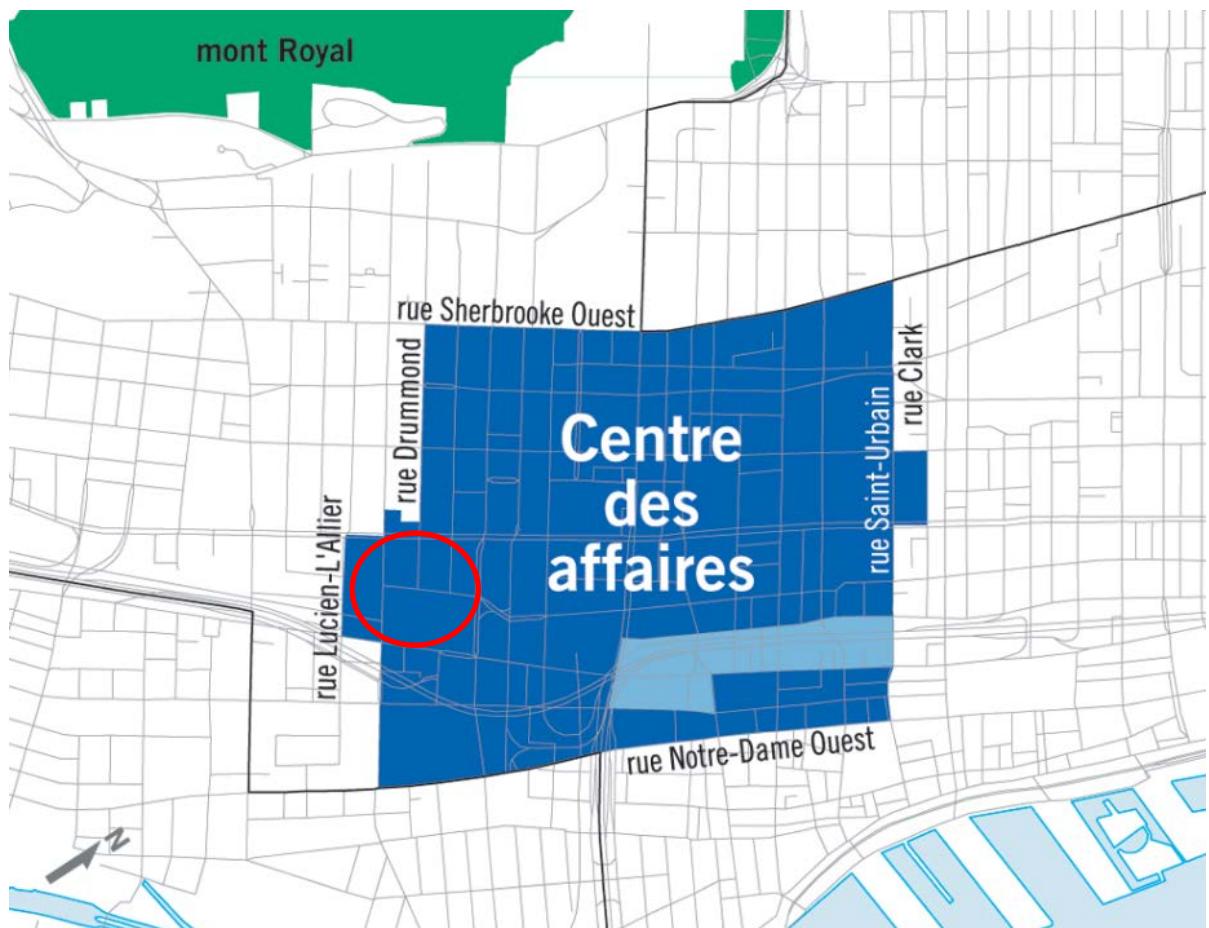 mont Royal
rue Sherbrooke Ouest
rue Drummond
rue Clark
Centre
des
affaires
rue Saint-Urbain
rue Lucien-L'Allier
rue Notre-Dame Ouest
N